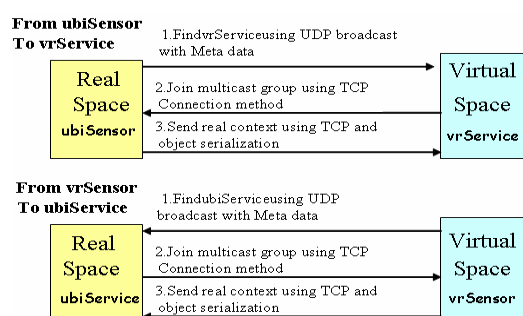 From ubiSensor
To vrService
1.FindvrServiceusing UDP broadcast
with Meta data
Real
Space
ubiSensor
2.Join multicast group using TCP
Connection method
3.Send real context using TCP and
object serialization
Virtual
Space
vrService
From vrSensor
To ubiService
1.FindubiServiceusing UDP
broadcast with Meta data
Real
Space
ubiService
2.Join multicast group using TCP
Connection method
3.Send real context using TCP and
object serialization
Virtual
Space
vrSensor